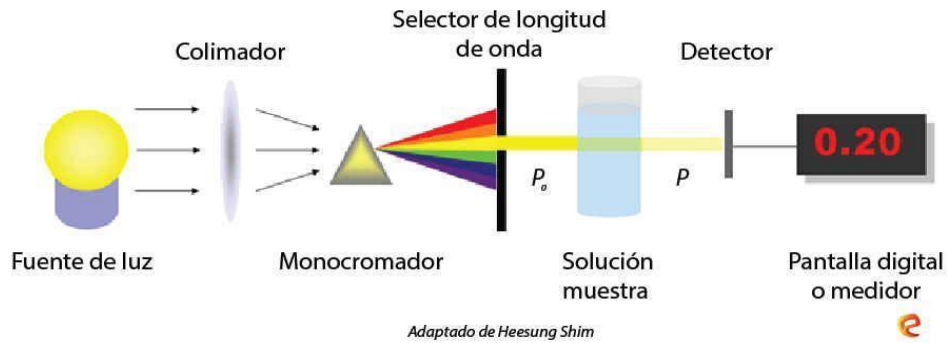 Selector de longitud
de onda
Colimador
Detector
0.20
P₀
P
Fuente de luz
Monocromador
Solución
muestra
Pantalla digital
o medidor
Adaptado de Heesung Shim
e